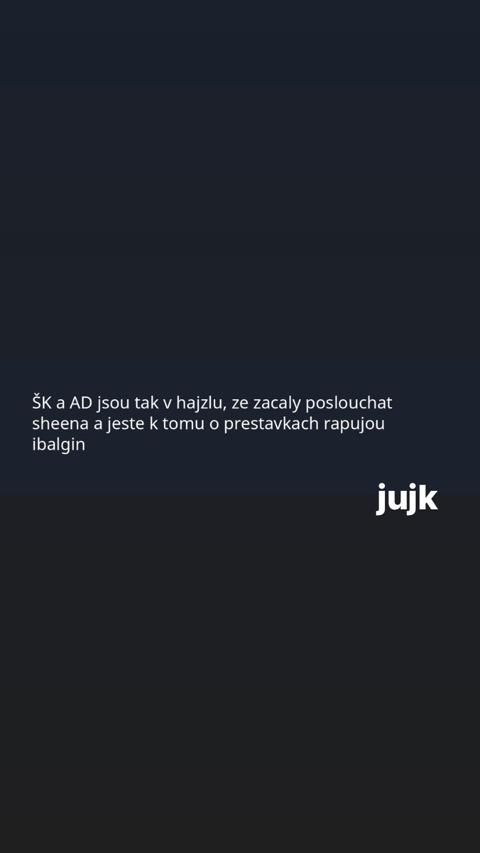 ŠK a AD jsou tak v hajzlu, ze zacaly poslouchat
sheena a jeste k tomu o prestavkach rapujou
ibalgin
jujk